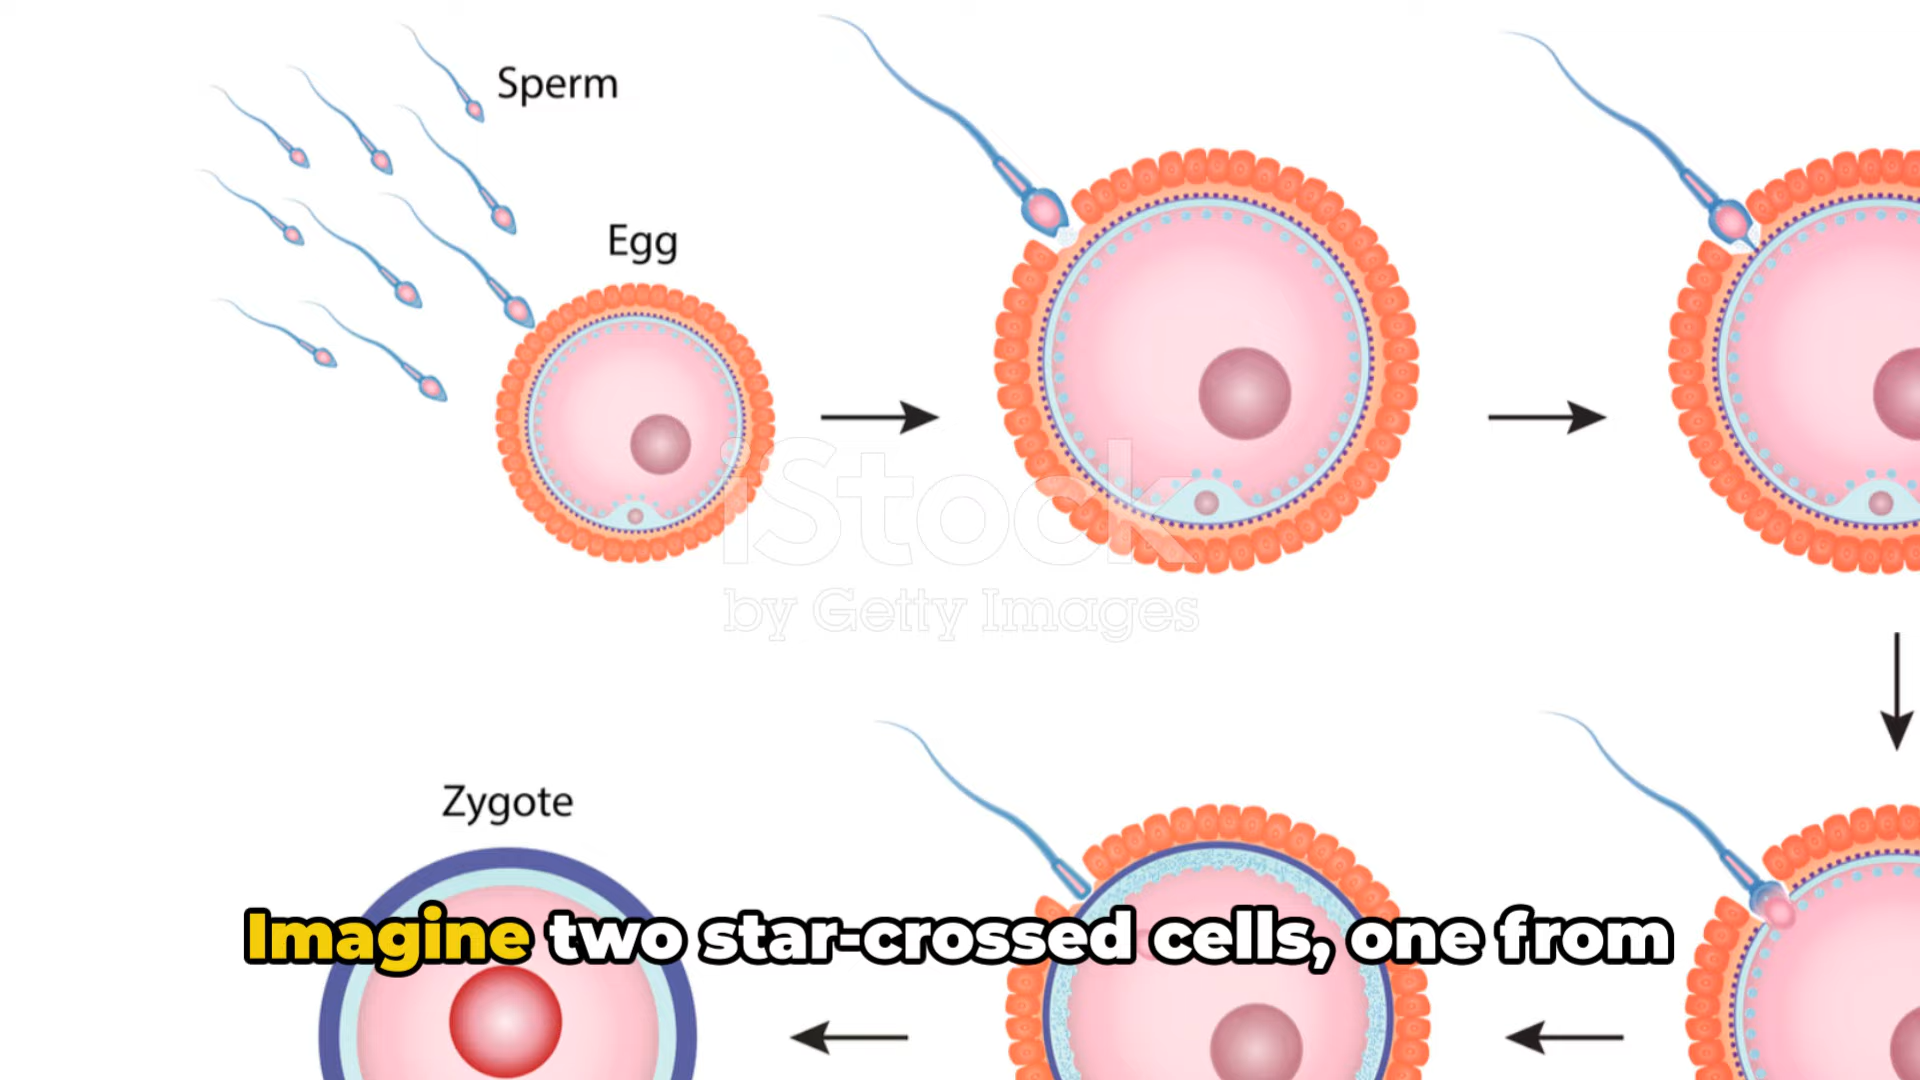 Sperm
Egg
iStock
by Getty Images
Zygote
Imagine two star-crossed cells, one from